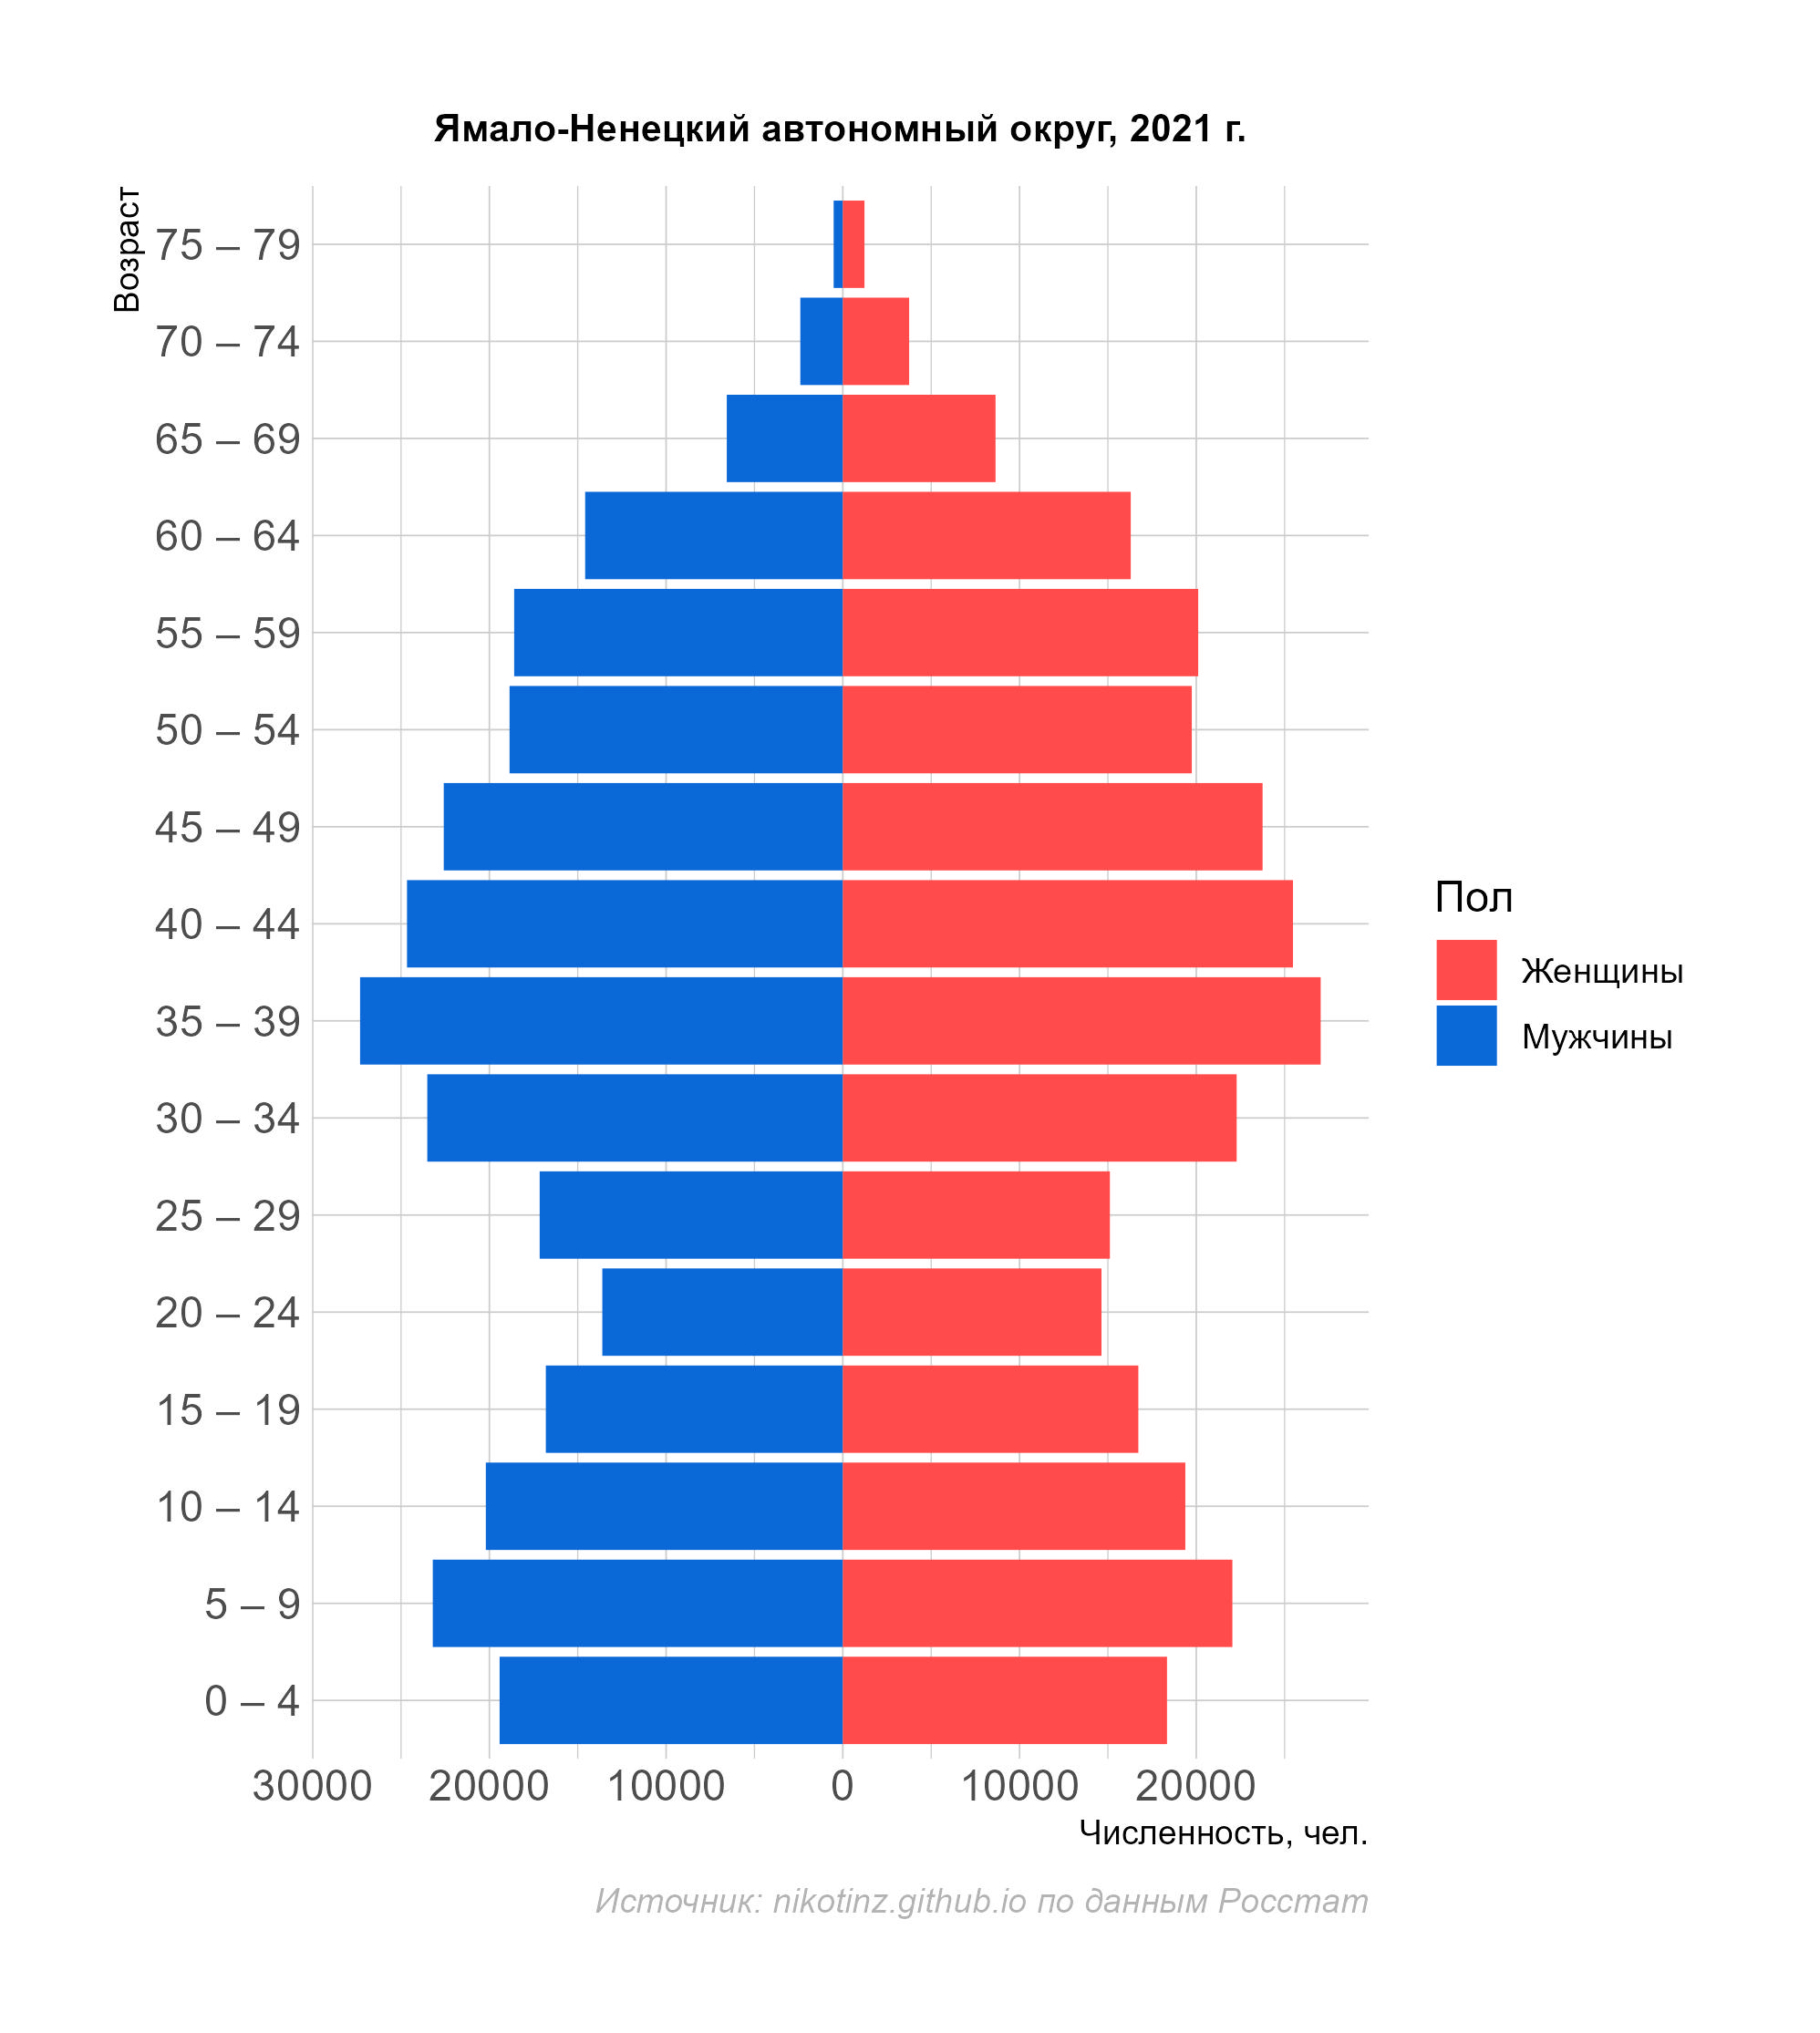 Ямало-Ненецкий автономный округ, 2021 г.
Возраст
75 – 79
70 – 74
65 – 69
60 – 64
55 – 59
50 – 54
45 – 49
40 – 44
35 – 39
30 – 34
25 – 29
20 – 24
15 – 19
10 – 14
5 – 9
0 – 4
30000 20000 10000 0 10000 20000
Численность, чел.
Пол
Женщины
Мужчины
Источник: nikotinz.github.io по данным Росстат